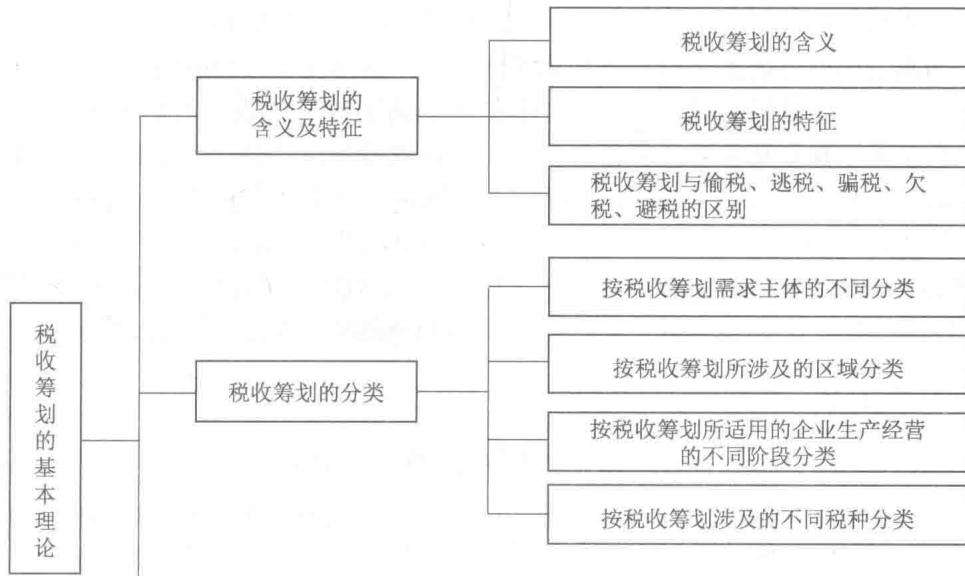 税收筹划的基本理论
税收筹划的
含义及特征
税收筹划的含义
税收筹划的特征
税收筹划与偷税、逃税、骗税、欠
税、避税的区别
税收筹划的分类
按税收筹划需求主体的不同分类
按税收筹划所涉及的区域分类
按税收筹划所适用的企业生产经营
的不同阶段分类
按税收筹划涉及的不同税种分类